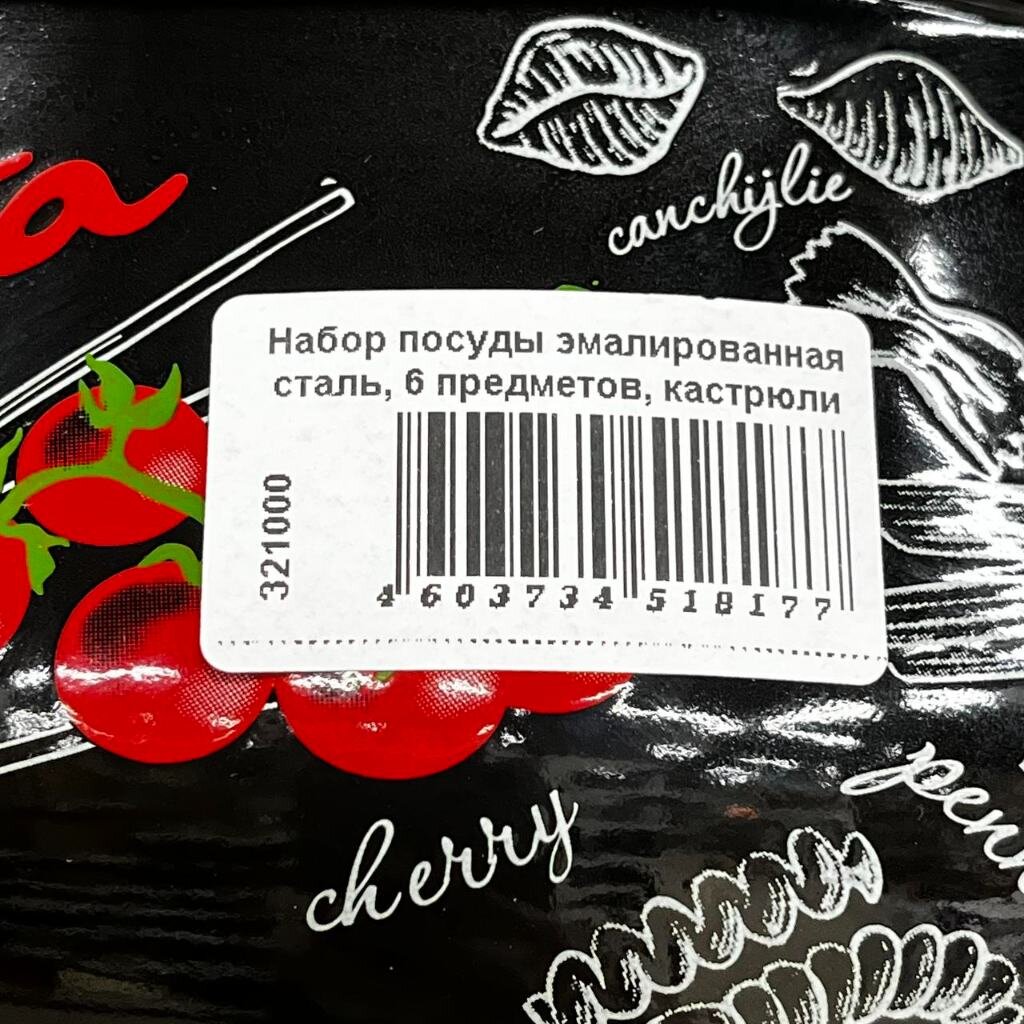 canchijlie
Набор посуды эмалированная
сталь, 6 предметов, кастрюли
321000
4 603734 518177
cherry